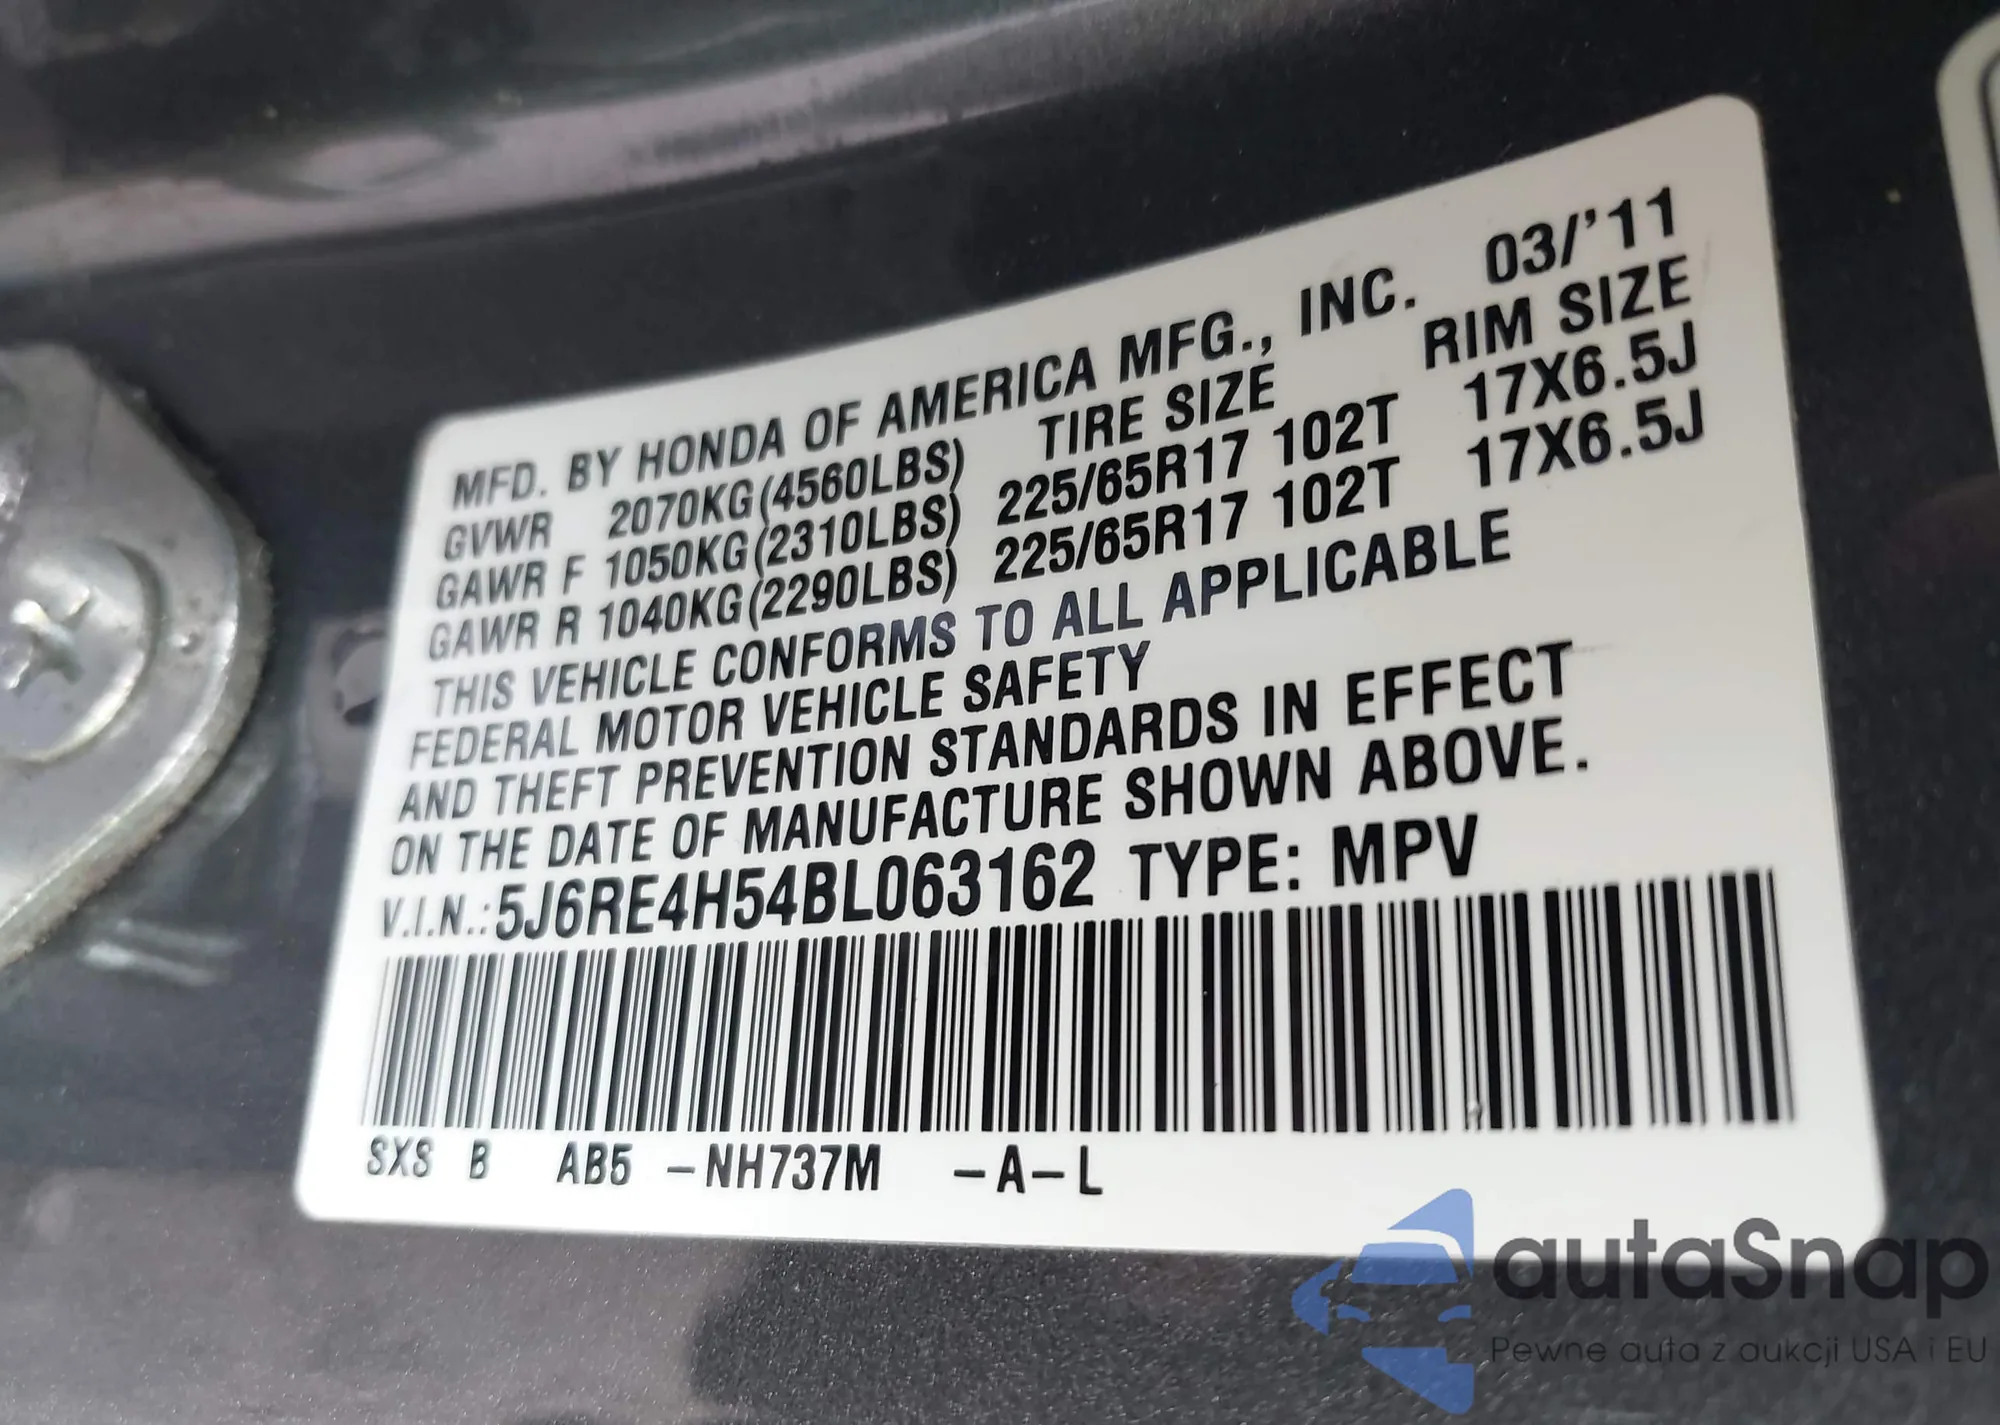 MFD. BY HONDA OF AMERICA MFG., INC. 03/'11
GVWR 2070KG(4560LBS) TIRE SIZE RIM SIZE
GAWR F 1050KG(2310LBS) 225/65R17 102T 17X6.5J
GAWR R 1040KG(2290LBS) 225/65R17 102T 17X6.5J
THIS VEHICLE CONFORMS TO ALL APPLICABLE
FEDERAL MOTOR VEHICLE SAFETY
AND THEFT PREVENTION STANDARDS IN EFFECT
ON THE DATE OF MANUFACTURE SHOWN ABOVE.
V.I.N.:5J6RE4H54BL063162 TYPE: MPV
SXS B AB5 -NH737M -A-L
autaSnap
Pewne auta z aukcji USA i EU